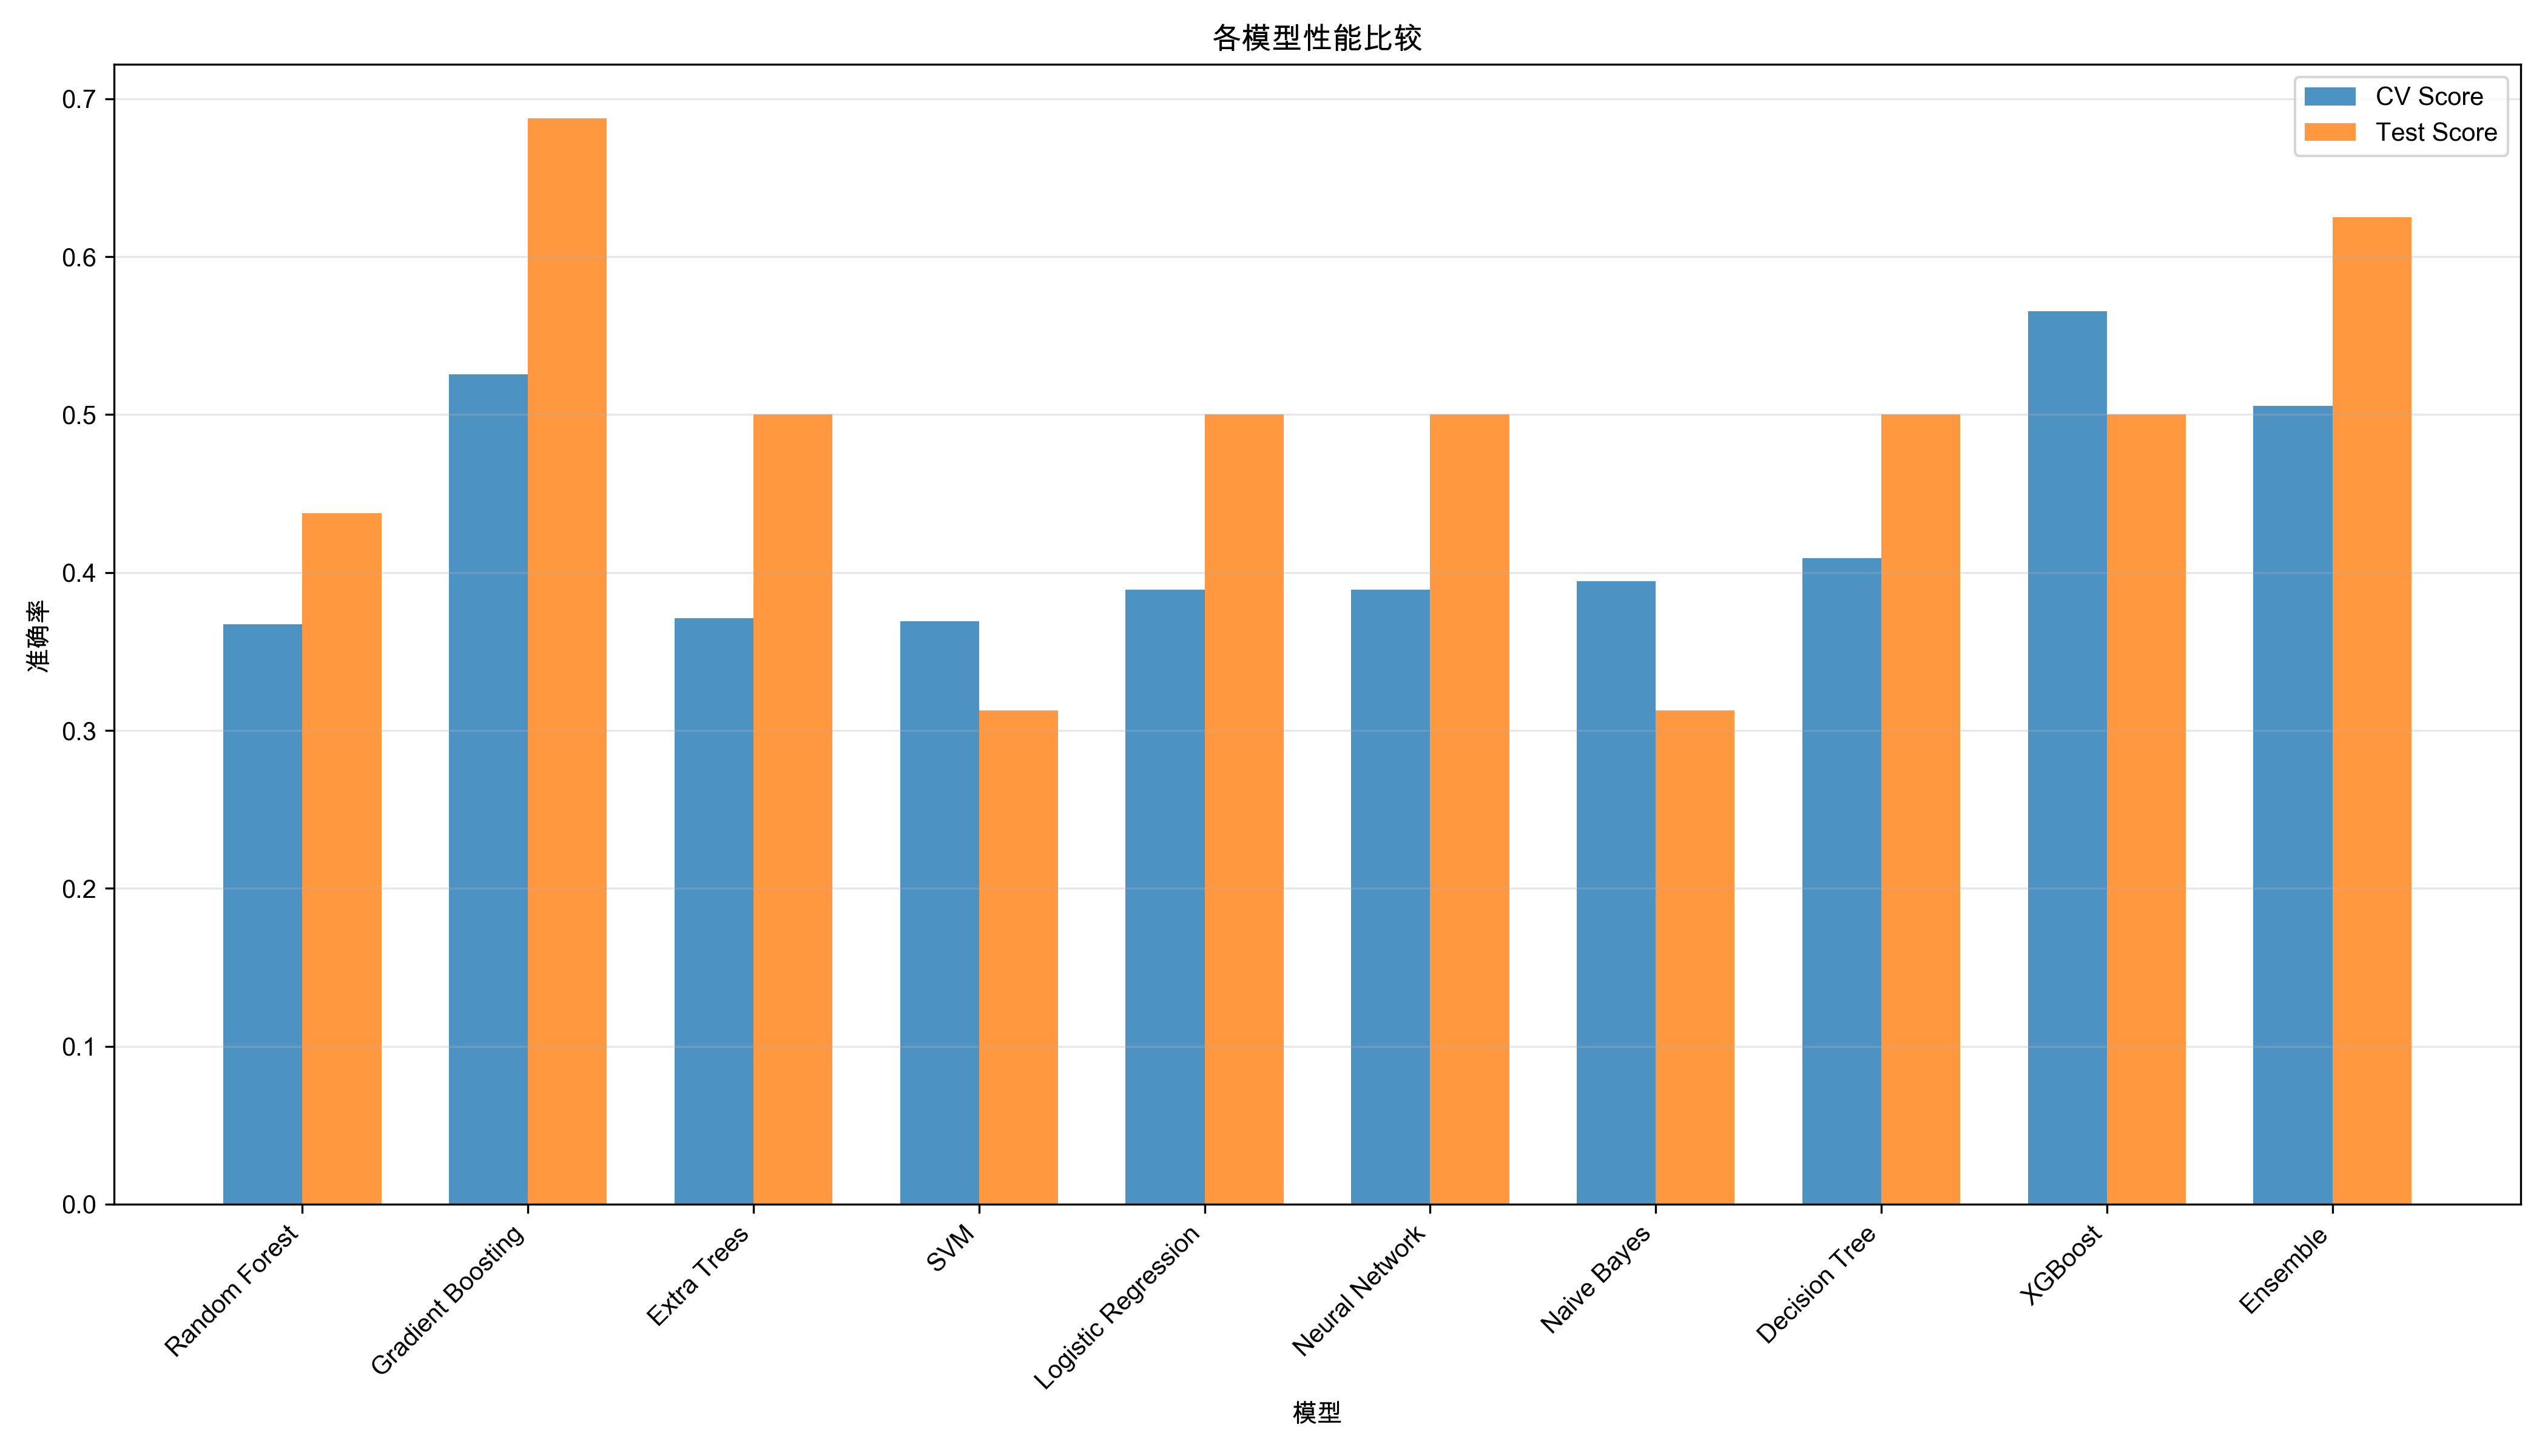 各模型性能比较
CV Score
Test Score
准确率
0.7
0.6
0.5
0.4
0.3
0.2
0.1
0.0
Random Forest
Gradient Boosting
Extra Trees
SVM
Logistic Regression
Neural Network
Naive Bayes
Decision Tree
XGBoost
Ensemble
模型